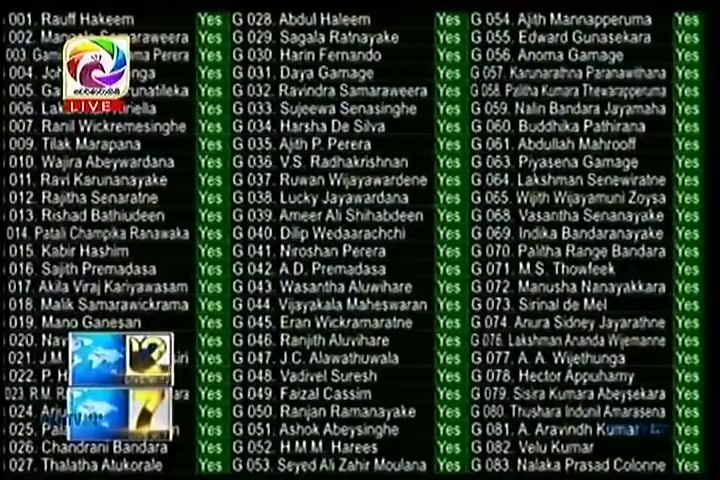 001. Rauff Hakeem Yes G 028. Abdul Haleem Yes G 054. Ajith Mannapperuma Yes
002. Yes G 029. Sagala Ratnayake Yes G 055. Edward Gunasekara Yes
003. Perera Yes G 030. Harin Fernando Yes G 056. Anoma Gamage Yes
004. Yes G 031. Daya Gamage Yes G 057. Karunarathna Paranawithana Yes
005. Yes G 032. Ravindra Samaraweera Yes G 058. Palitha Kumara Thewarapperuma Yes
LIVE
006. Yes G 033. Sujeewa Senasinghe Yes G 059. Nalin Bandara Jayamaha Yes
007. Ranil Wickremesinghe Yes G 034. Harsha De Silva Yes G 060. Buddhika Pathirana Yes
009. Tilak Marapana Yes G 035. Ajith P. Perera Yes G 061. Abdullah Mahrooff Yes
010. Wajira Abeywardana Yes G 036. V.S. Radhakrishnan Yes G 063. Piyasena Gamage Yes
011. Ravi Karunanayake Yes G 037. Ruwan Wijayawardene Yes G 064. Lakshman Senewiratne Yes
012. Rajitha Senaratne Yes G 038. Lucky Jayawardana Yes G 065. Wijith Wijayamuni Zoysa Yes
013. Rishad Bathiudeen Yes G 039. Ameer Ali Shihabdeen Yes G 068. Vasantha Senanayake Yes
014. Patali Champika Ranawaka Yes G 040. Dilip Wedaarachchi Yes G 069. Indika Bandaranayake Yes
015. Kabir Hashim Yes G 041. Niroshan Perera Yes G 070. Palitha Range Bandara Yes
016. Sajith Premadasa Yes G 042. A.D. Premadasa Yes G 071. M.S. Thowfeek Yes
017. Akila Viraj Kariyawasam Yes G 043. Wasantha Aluwihare Yes G 072. Manusha Nanayakkara Yes
018. Malik Samarawickrama Yes G 044. Vijayakala Maheswaran Yes G 073. Sirinal de Mel Yes
019. Mano Ganesan Yes G 045. Eran Wickramaratne Yes G 074. Anura Sidney Jayarathne Yes
020. Yes G 046. Ranjith Aluvihare Yes G 076. Lakshman Ananda Wijemanne Yes
021. J.M. Yes G 047. J.C. Alawathuwala Yes G 077. A. A. Wijethunga Yes
022. P. Yes G 048. Vadivel Suresh Yes G 078. Hector Appuhamy Yes
023. R.M. Yes G 049. Faizal Cassim Yes G 079. Sisira Kumara Abeysekara Yes
024. Yes G 050. Ranjan Ramanayake Yes G 080. Thushara Indunil Amarasena Yes
025. Yes G 051. Ashok Abeysinghe Yes G 081. A. Aravindh Kumar Yes
026. Chandrani Bandara Yes G 052. H.M.M. Harees Yes G 082. Velu Kumar Yes
027. Thalatha Atukorale Yes G 053. Seyed Ali Zahir Moulana Yes G 083. Nalaka Prasad Colonne Yes